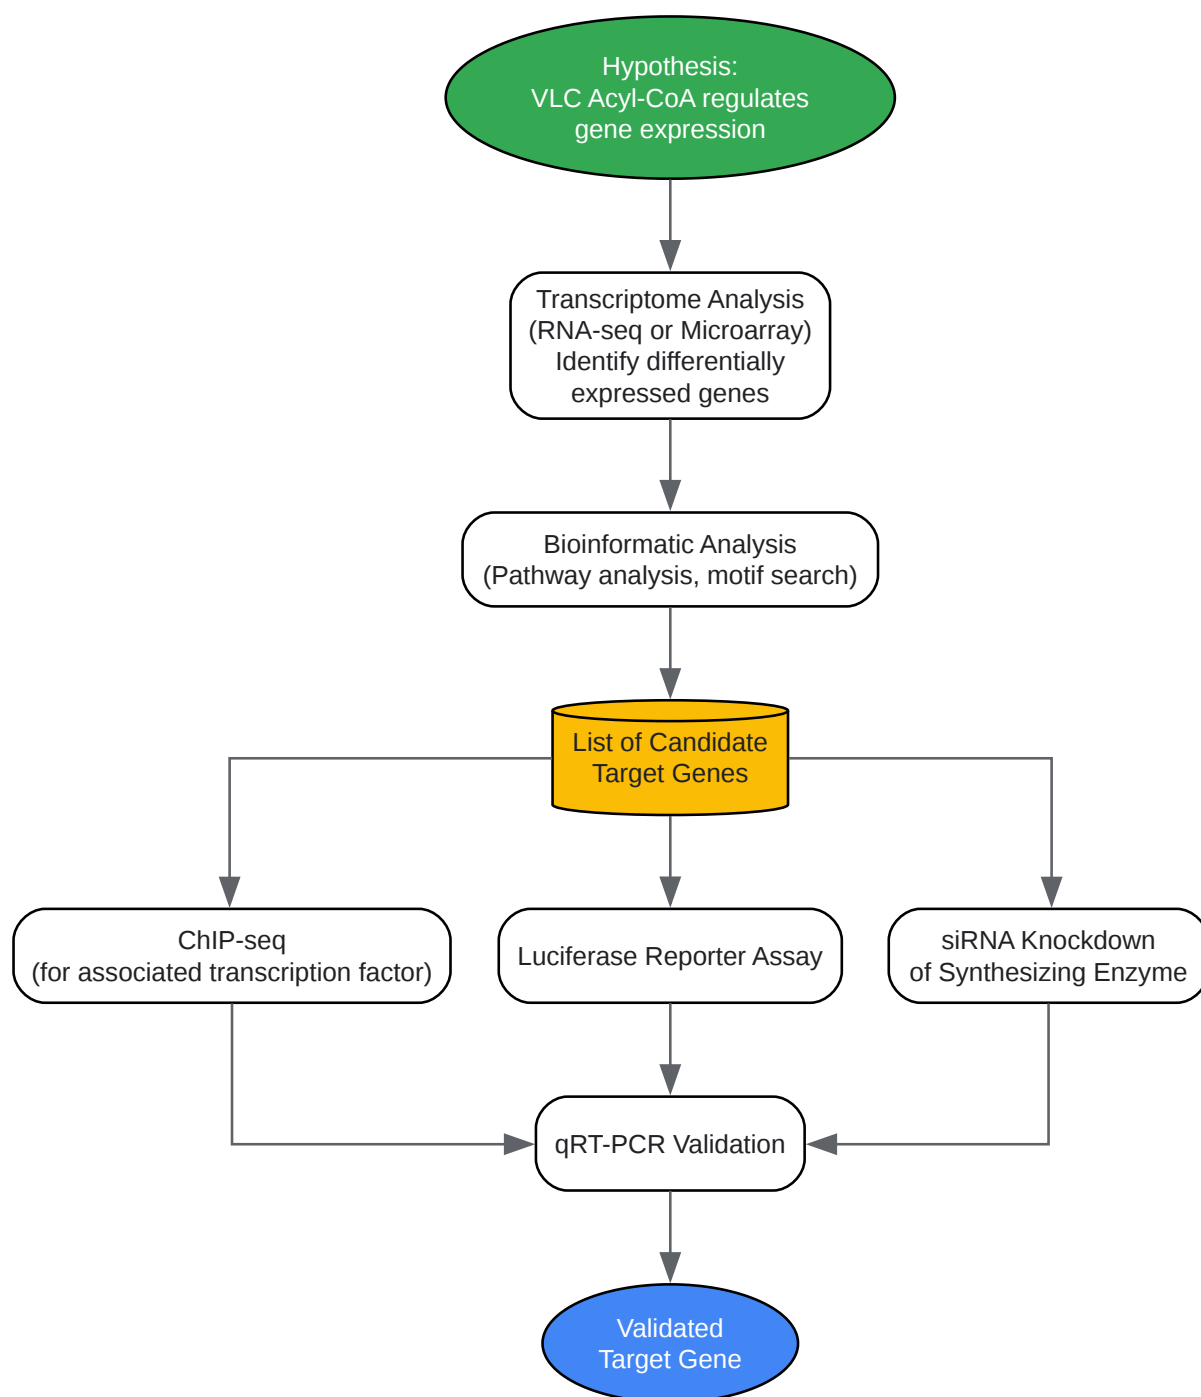 Hypothesis:
VLC Acyl-CoA regulates
gene expression
Transcriptome Analysis
(RNA-seq or Microarray)
Identify differentially
expressed genes
Bioinformatic Analysis
(Pathway analysis, motif search)
List of Candidate
Target Genes
ChIP-seq
(for associated transcription factor)
Luciferase Reporter Assay
siRNA Knockdown
of Synthesizing Enzyme
qRT-PCR Validation
Validated
Target Gene